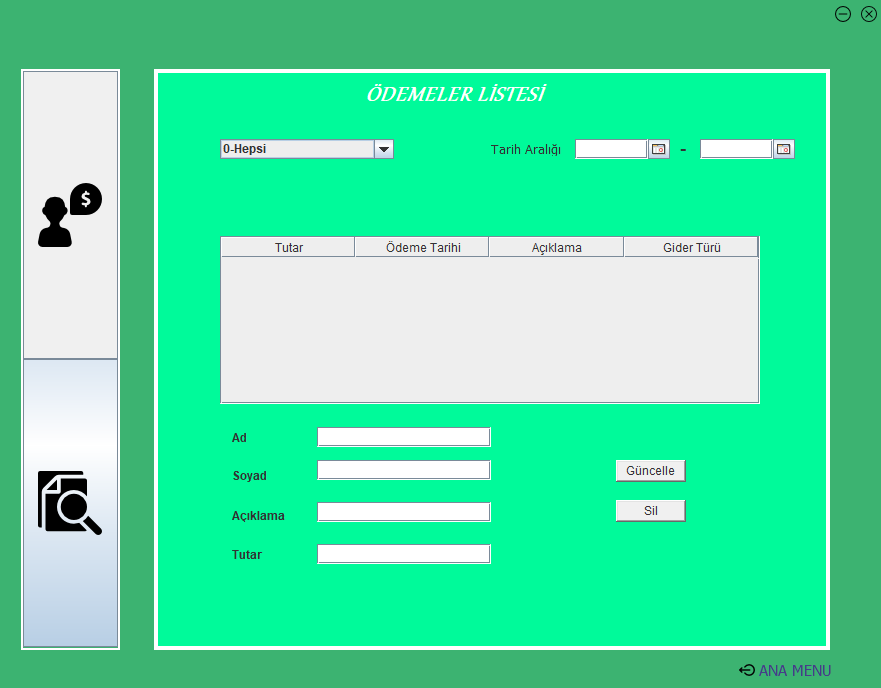 ÖDEMELER LİSTESİ
0-Hepsi
Tarih Aralığı -
Tutar Ödeme Tarihi Açıklama Gider Türü
Ad
Soyad
Güncelle
Açıklama
Sil
Tutar
ANA MENU